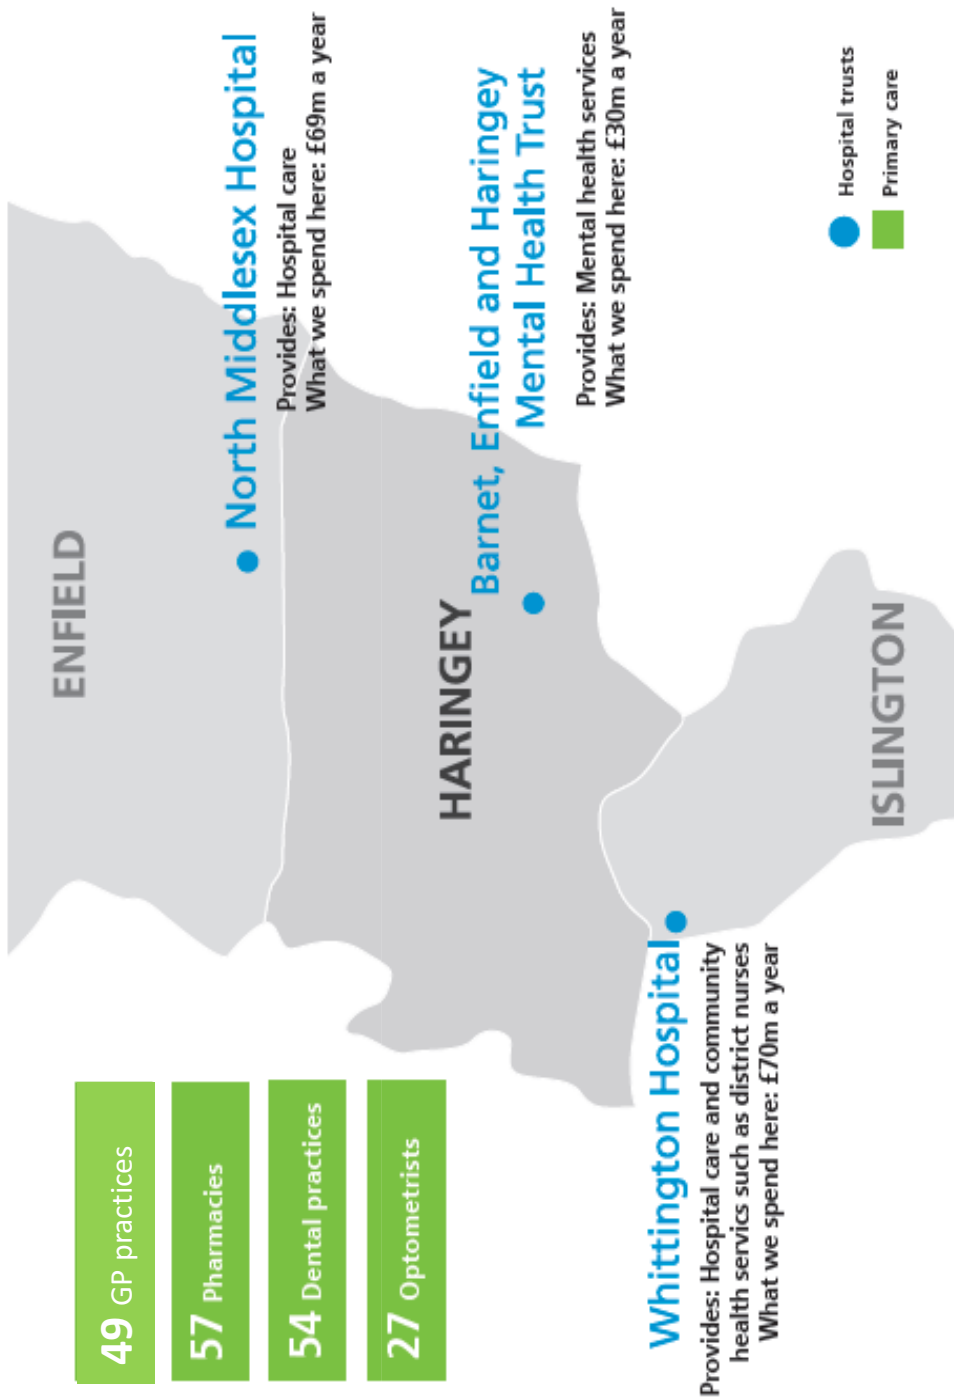 49 GP practices
57 Pharmacies
54 Dental practices
27 Optometrists
ENFIELD
North Middlesex Hospital
Provides: Hospital care
What we spend here: £69m a year
HARINGEY
Barnet, Enfield and Haringey
Mental Health Trust
Provides: Mental health services
What we spend here: £30m a year
Whittington Hospital
Provides: Hospital care and community
health servics such as district nurses
What we spend here: £70m a year
ISLINGTON
Hospital trusts
Primary care